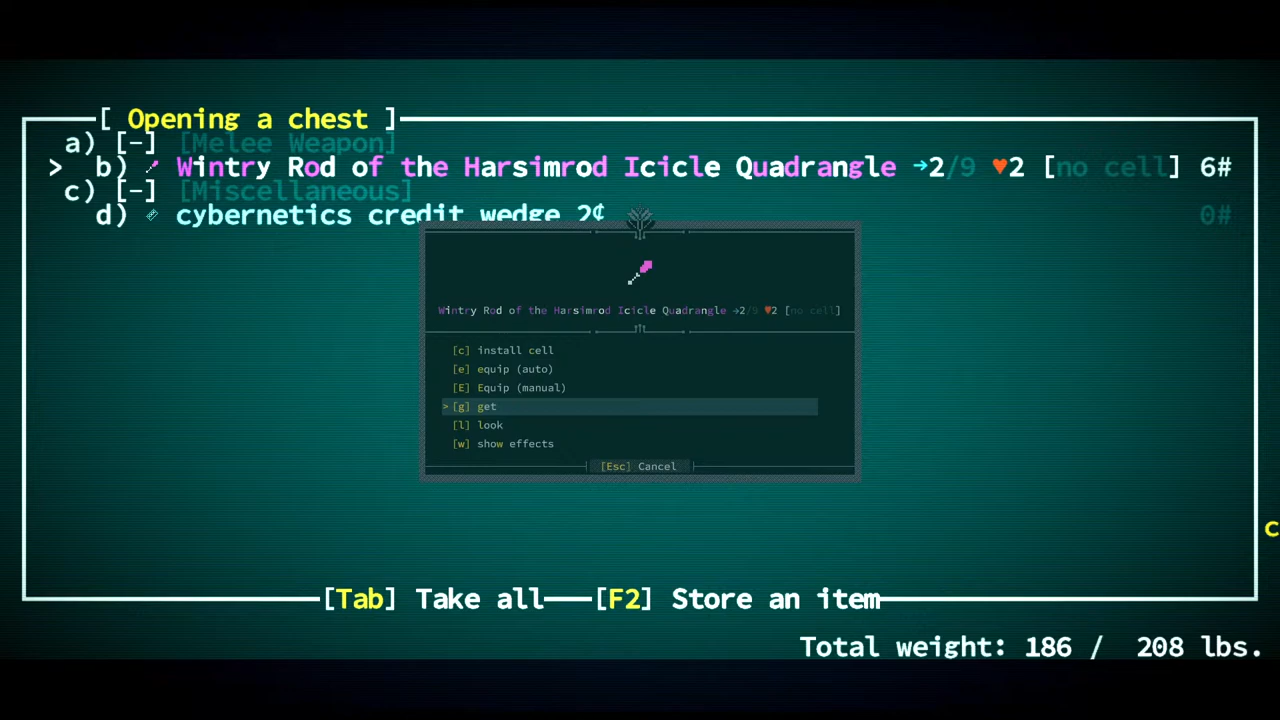 [ Opening a chest ]
a) [-] [Melee Weapon]
> b) Wintry Rod of the Harsimrod Icicle Quadrangle →2/9 ♥2 [no cell] 6#
c) [-] [Miscellaneous]
d) cybernetics credit wedge 2¢ 0#
Wintry Rod of the Harsimrod Icicle Quadrangle →2/9 ♥2 [no cell]
[c] install cell
[e] equip (auto)
[E] Equip (manual)
> [g] get
[l] look
[w] show effects
[Esc] Cancel
c
[Tab] Take all [F2] Store an item
Total weight: 186 / 208 lbs.